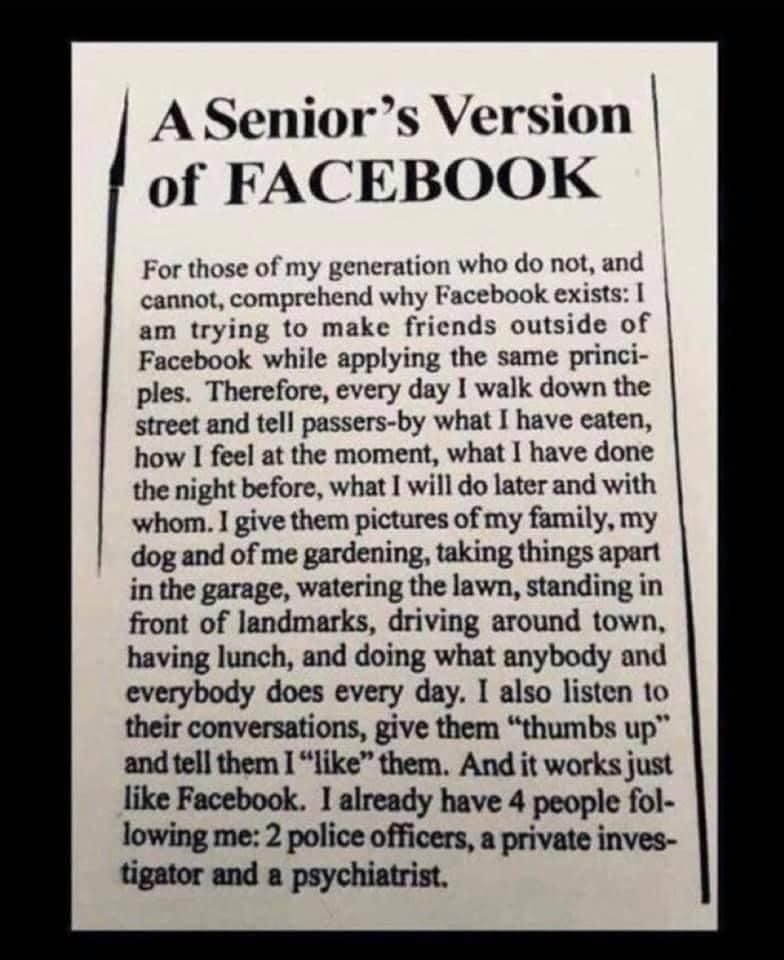 A Senior's Version
of FACEBOOK
For those of my generation who do not, and
cannot, comprehend why Facebook exists: I
am trying to make friends outside of
Facebook while applying the same princi-
ples. Therefore, every day I walk down the
street and tell passers-by what I have eaten,
how I feel at the moment, what I have done
the night before, what I will do later and with
whom. I give them pictures of my family, my
dog and of me gardening, taking things apart
in the garage, watering the lawn, standing in
front of landmarks, driving around town,
having lunch, and doing what anybody and
everybody does every day. I also listen to
their conversations, give them "thumbs up"
and tell them I "like" them. And it works just
like Facebook. I already have 4 people fol-
lowing me: 2 police officers, a private inves-
tigator and a psychiatrist.